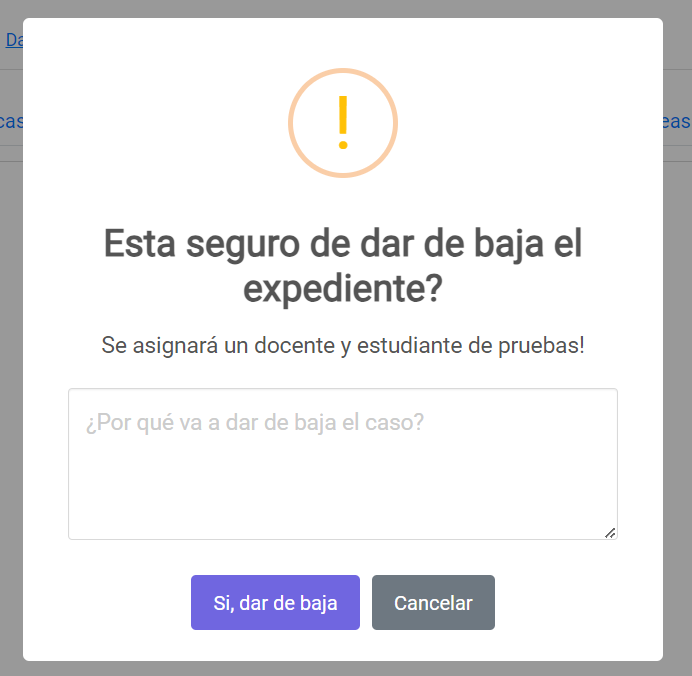 Esta seguro de dar de baja el
expediente?
Se asignará un docente y estudiante de pruebas!
¿Por qué va a dar de baja el caso?
Si, dar de baja
Cancelar